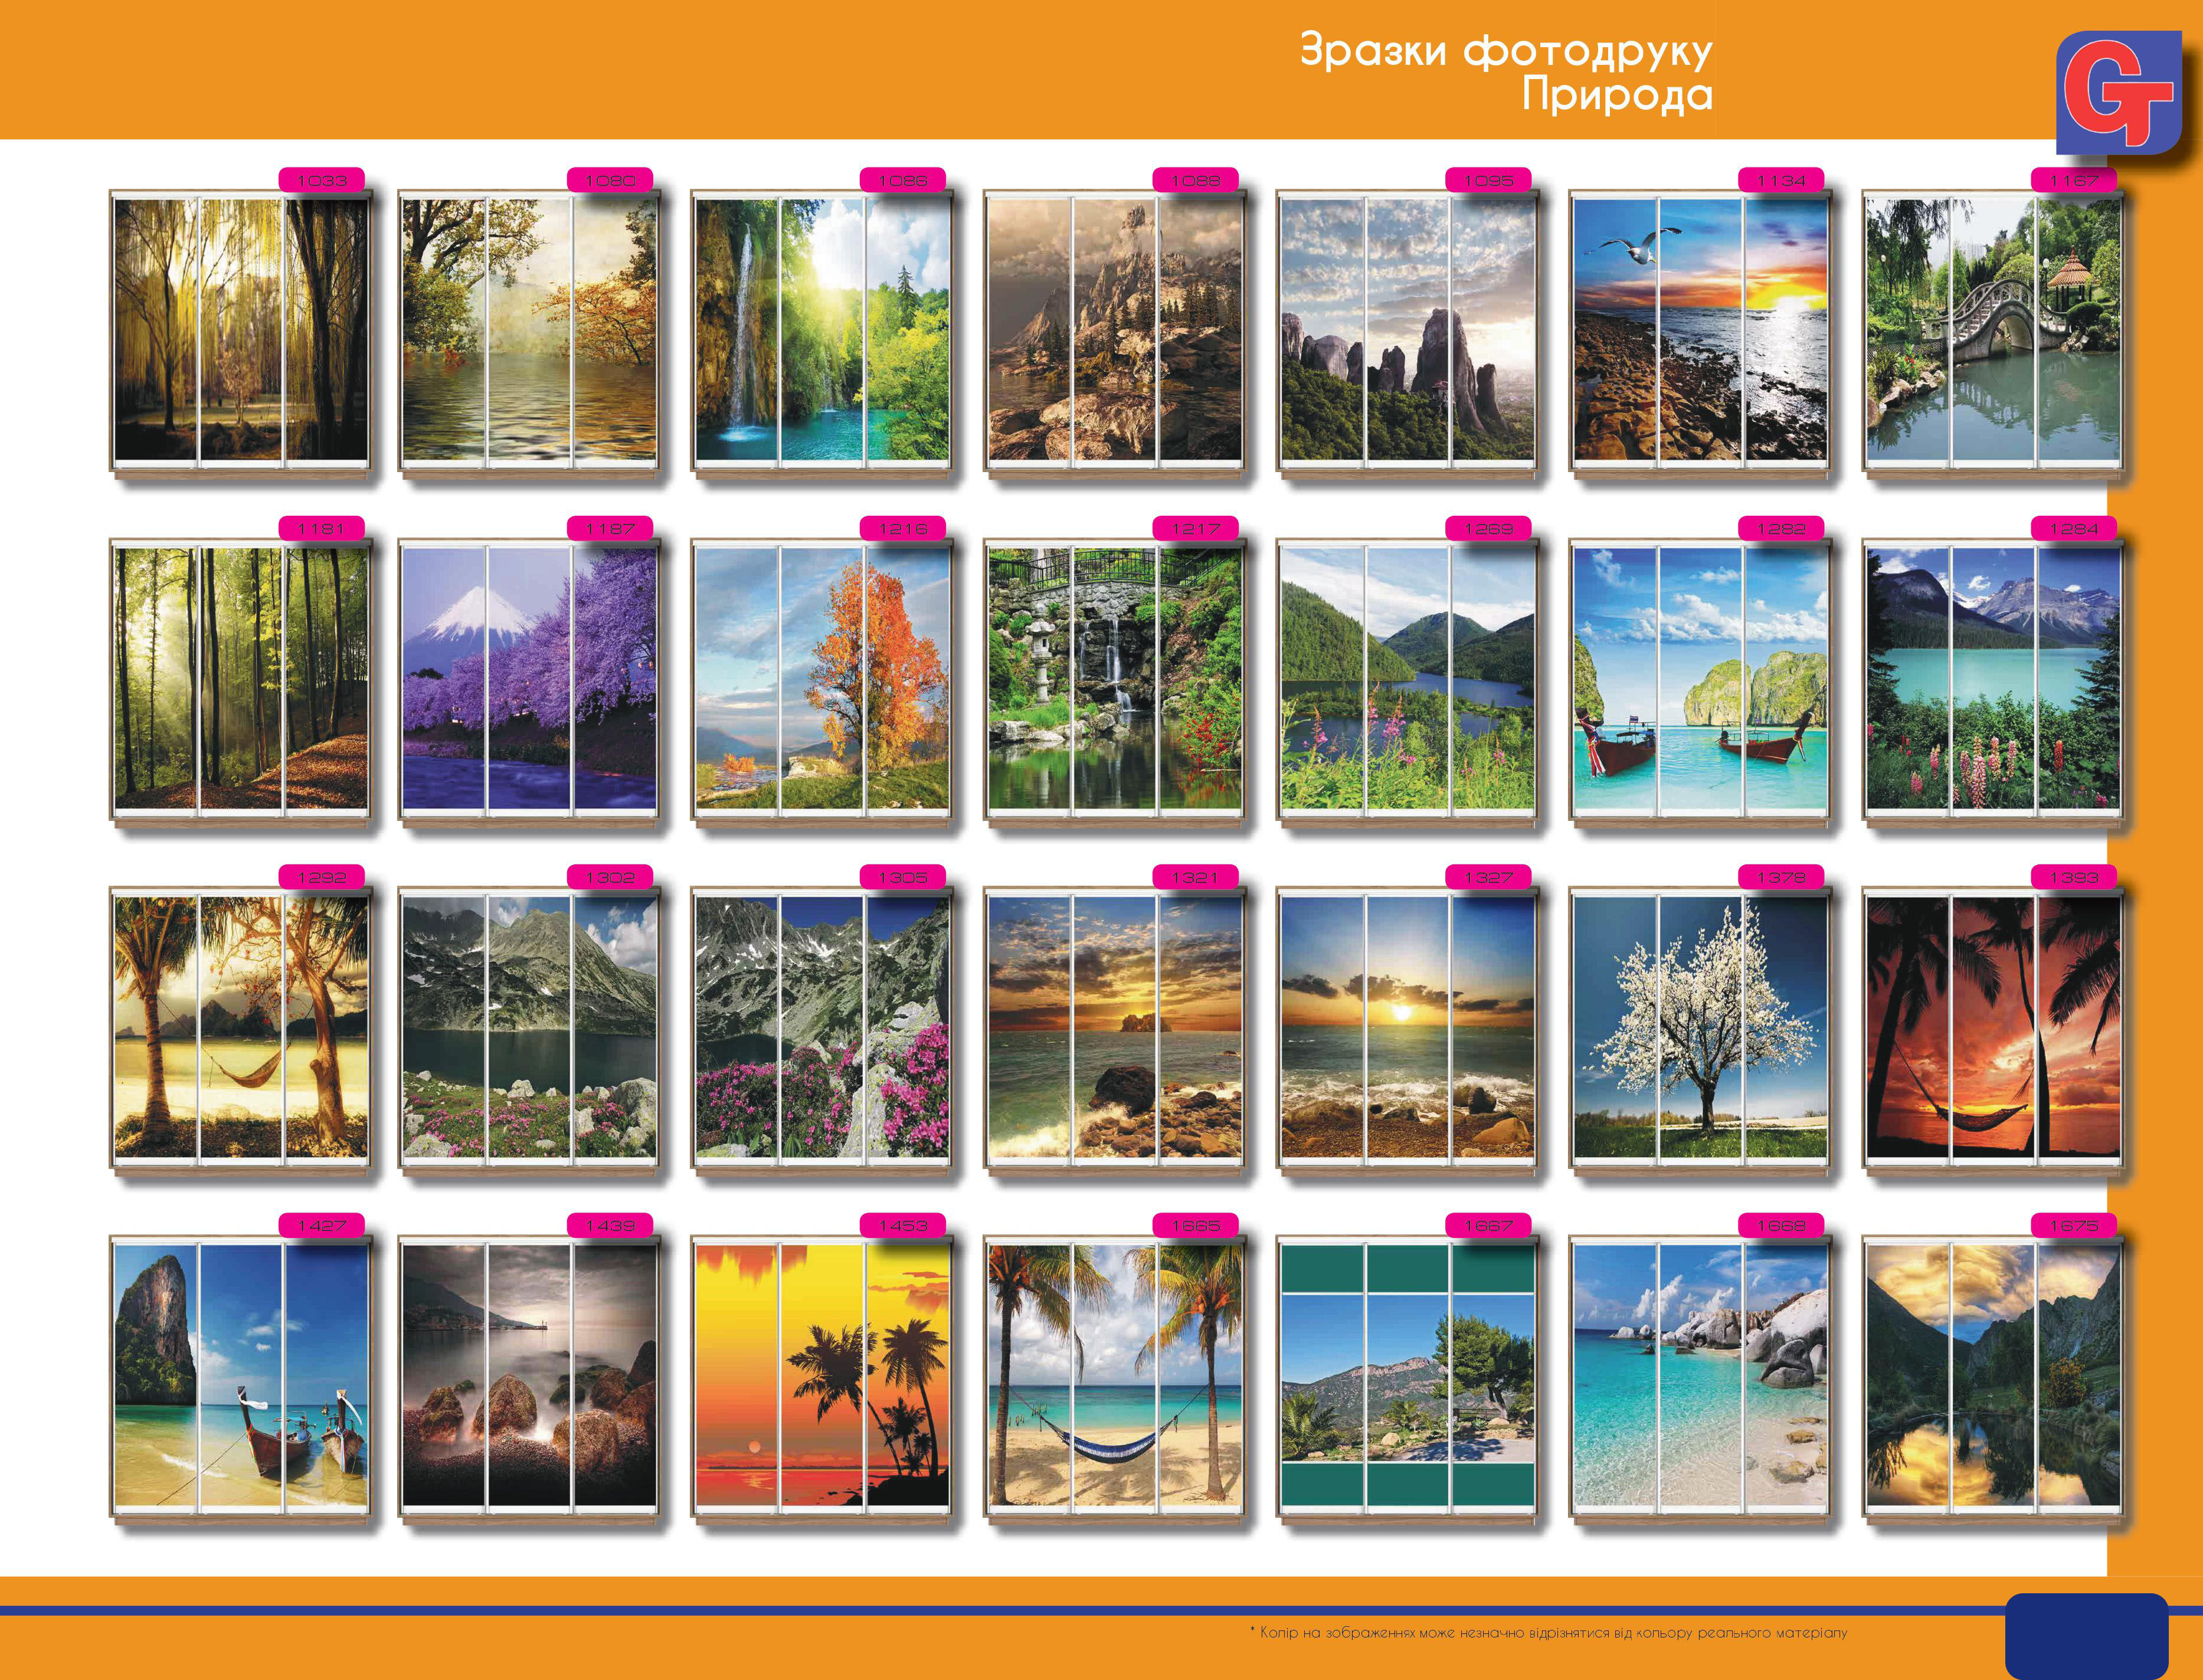 Зразки фотодруку
Природа
GT
1033 1080 1086 1088 1095 1134 1167
1181 1187 1216 1217 1269 1282 1284
1292 1302 1305 1321 1327 1378 1393
1427 1439 1453 1665 1667 1668 1675
* Колір на зображеннях може незначно відрізнятися від кольору реального матеріалу